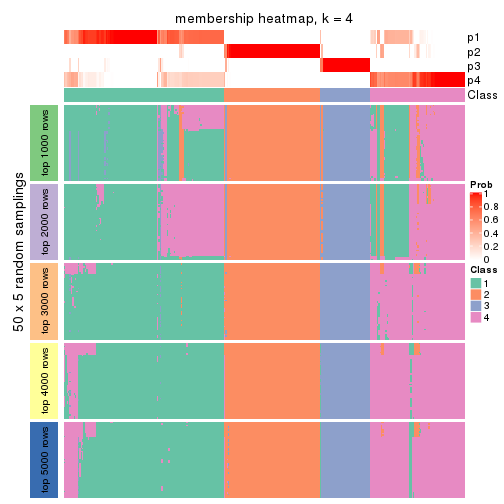 membership heatmap, k = 4
p1
p2
p3
p4
Class
50 x 5 random samplings
top 1000 rows
top 2000 rows
top 3000 rows
top 4000 rows
top 5000 rows
Prob
1
0.8
0.6
0.4
0.2
0
Class
1
2
3
4